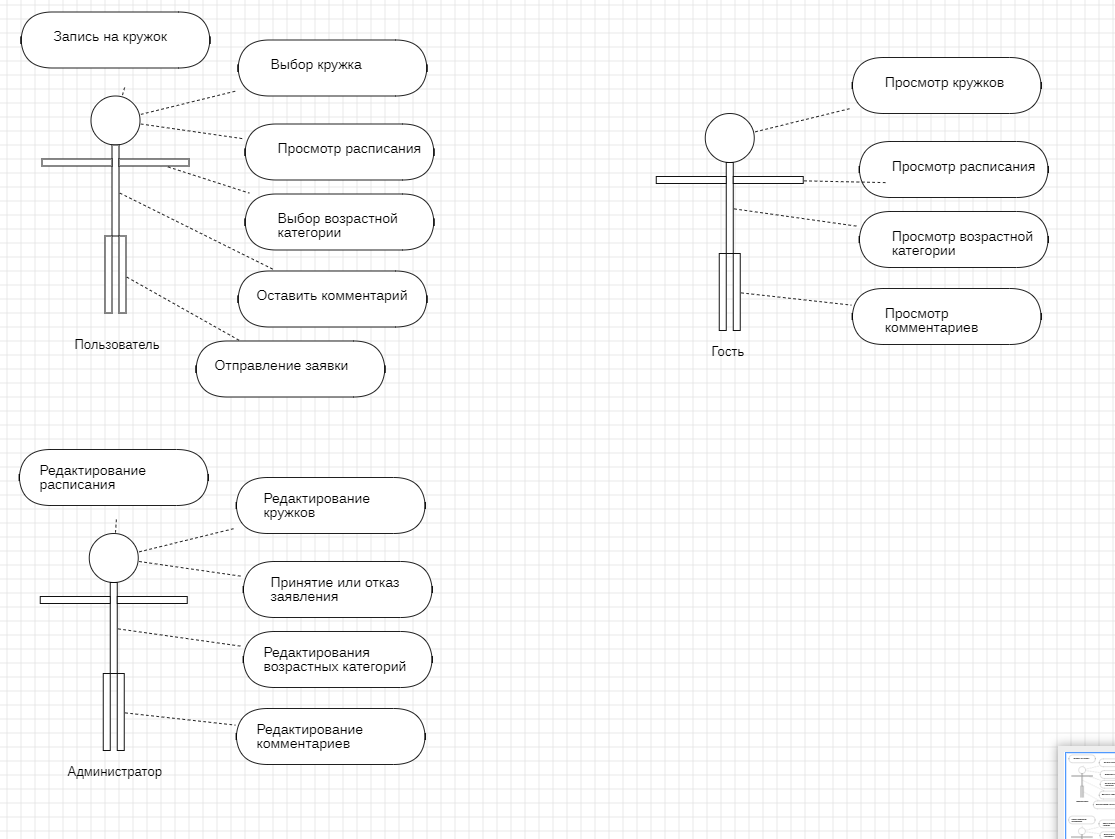 Запись на кружок
Выбор кружка
Просмотр расписания
Выбор возрастной
категории
Оставить комментарий
Отправление заявки
Пользователь
Просмотр кружков
Просмотр расписания
Просмотр возрастной
категории
Просмотр
комментариев
Гость
Редактирование
расписания
Редактирование
кружков
Принятие или отказ
заявления
Редактирования
возрастных категорий
Редактирование
комментариев
Администратор